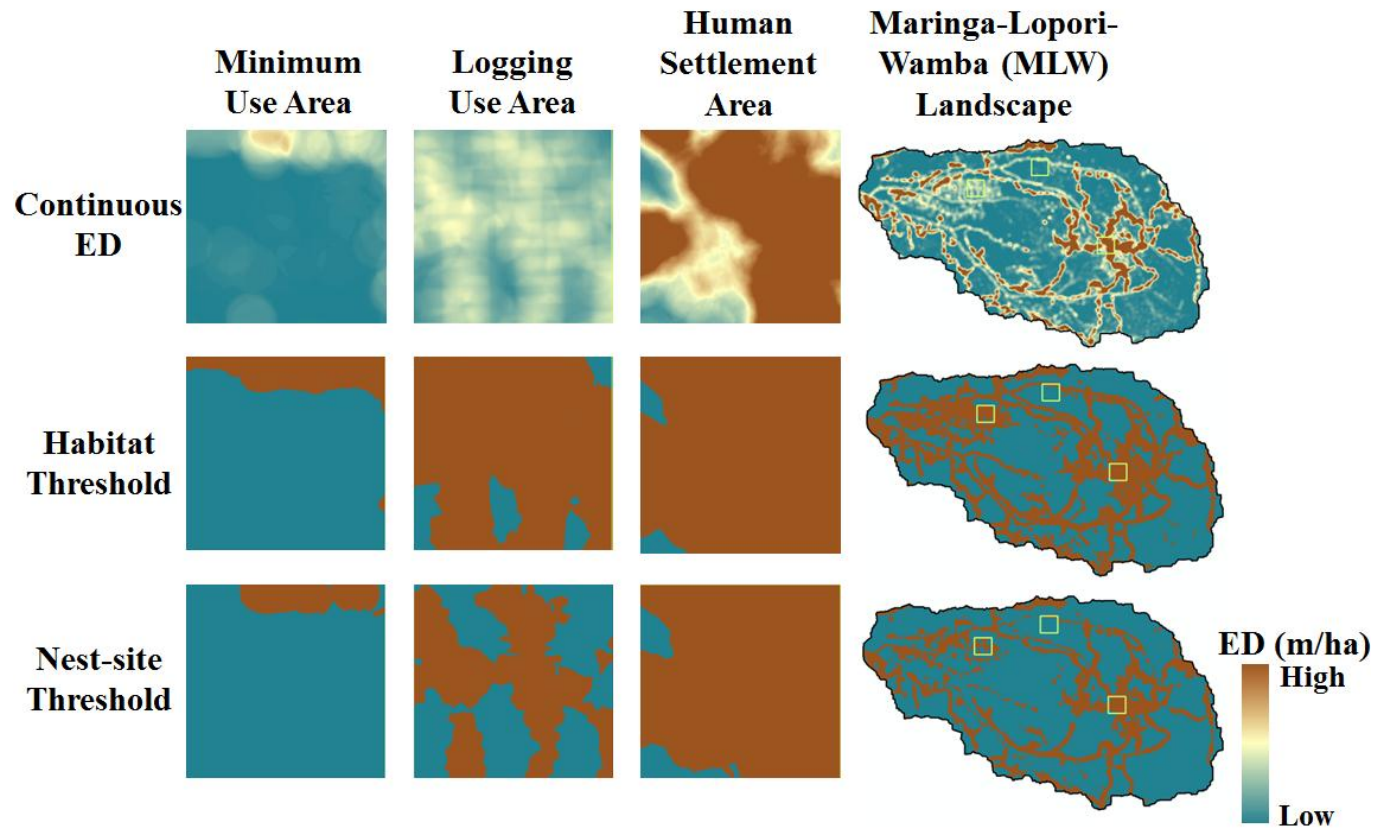 Minimum
Use Area
Logging
Use Area
Human
Settlement
Area
Maringa-Lopori-
Wamba (MLW)
Landscape
Continuous
ED
Habitat
Threshold
Nest-site
Threshold
ED (m/ha)
High
Low